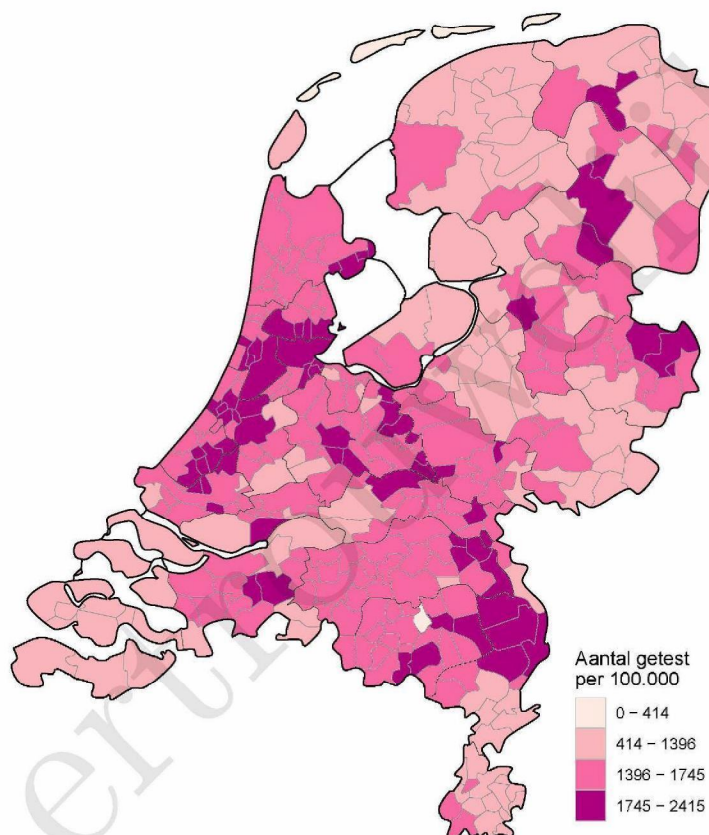 Aantal getest
per 100.000
0 – 414
414 – 1396
1396 – 1745
1745 – 2415